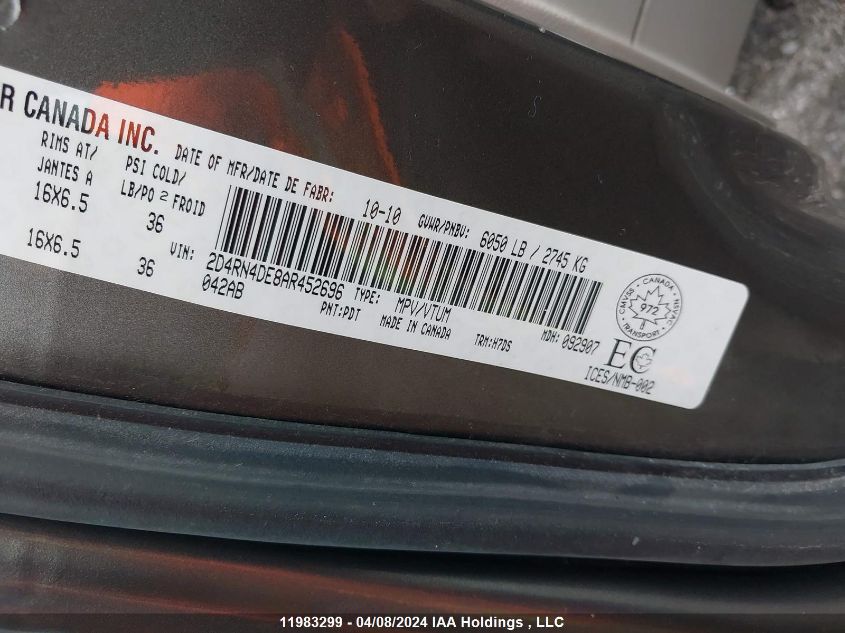 R CANADA INC.
DATE OF MFR/DATE DE FABR: 10-10 GVWR/PNBV: 6050 LB / 2745 KG
RIMS AT/ PSI COLD/
JANTES A LB/PO 2 FROID
16X6.5 36
16X6.5 36
VIN: 2D4RN4DE8AR452696 TYPE: MPV/VTUM MDH: 092907
042AB PNT:PDT MADE IN CANADA TRM:H7DS
CMVSS - CANADA - NSVAC
972
TRANSPORT
EC
ICES/NMB-002
11983299 - 04/08/2024 IAA Holdings , LLC